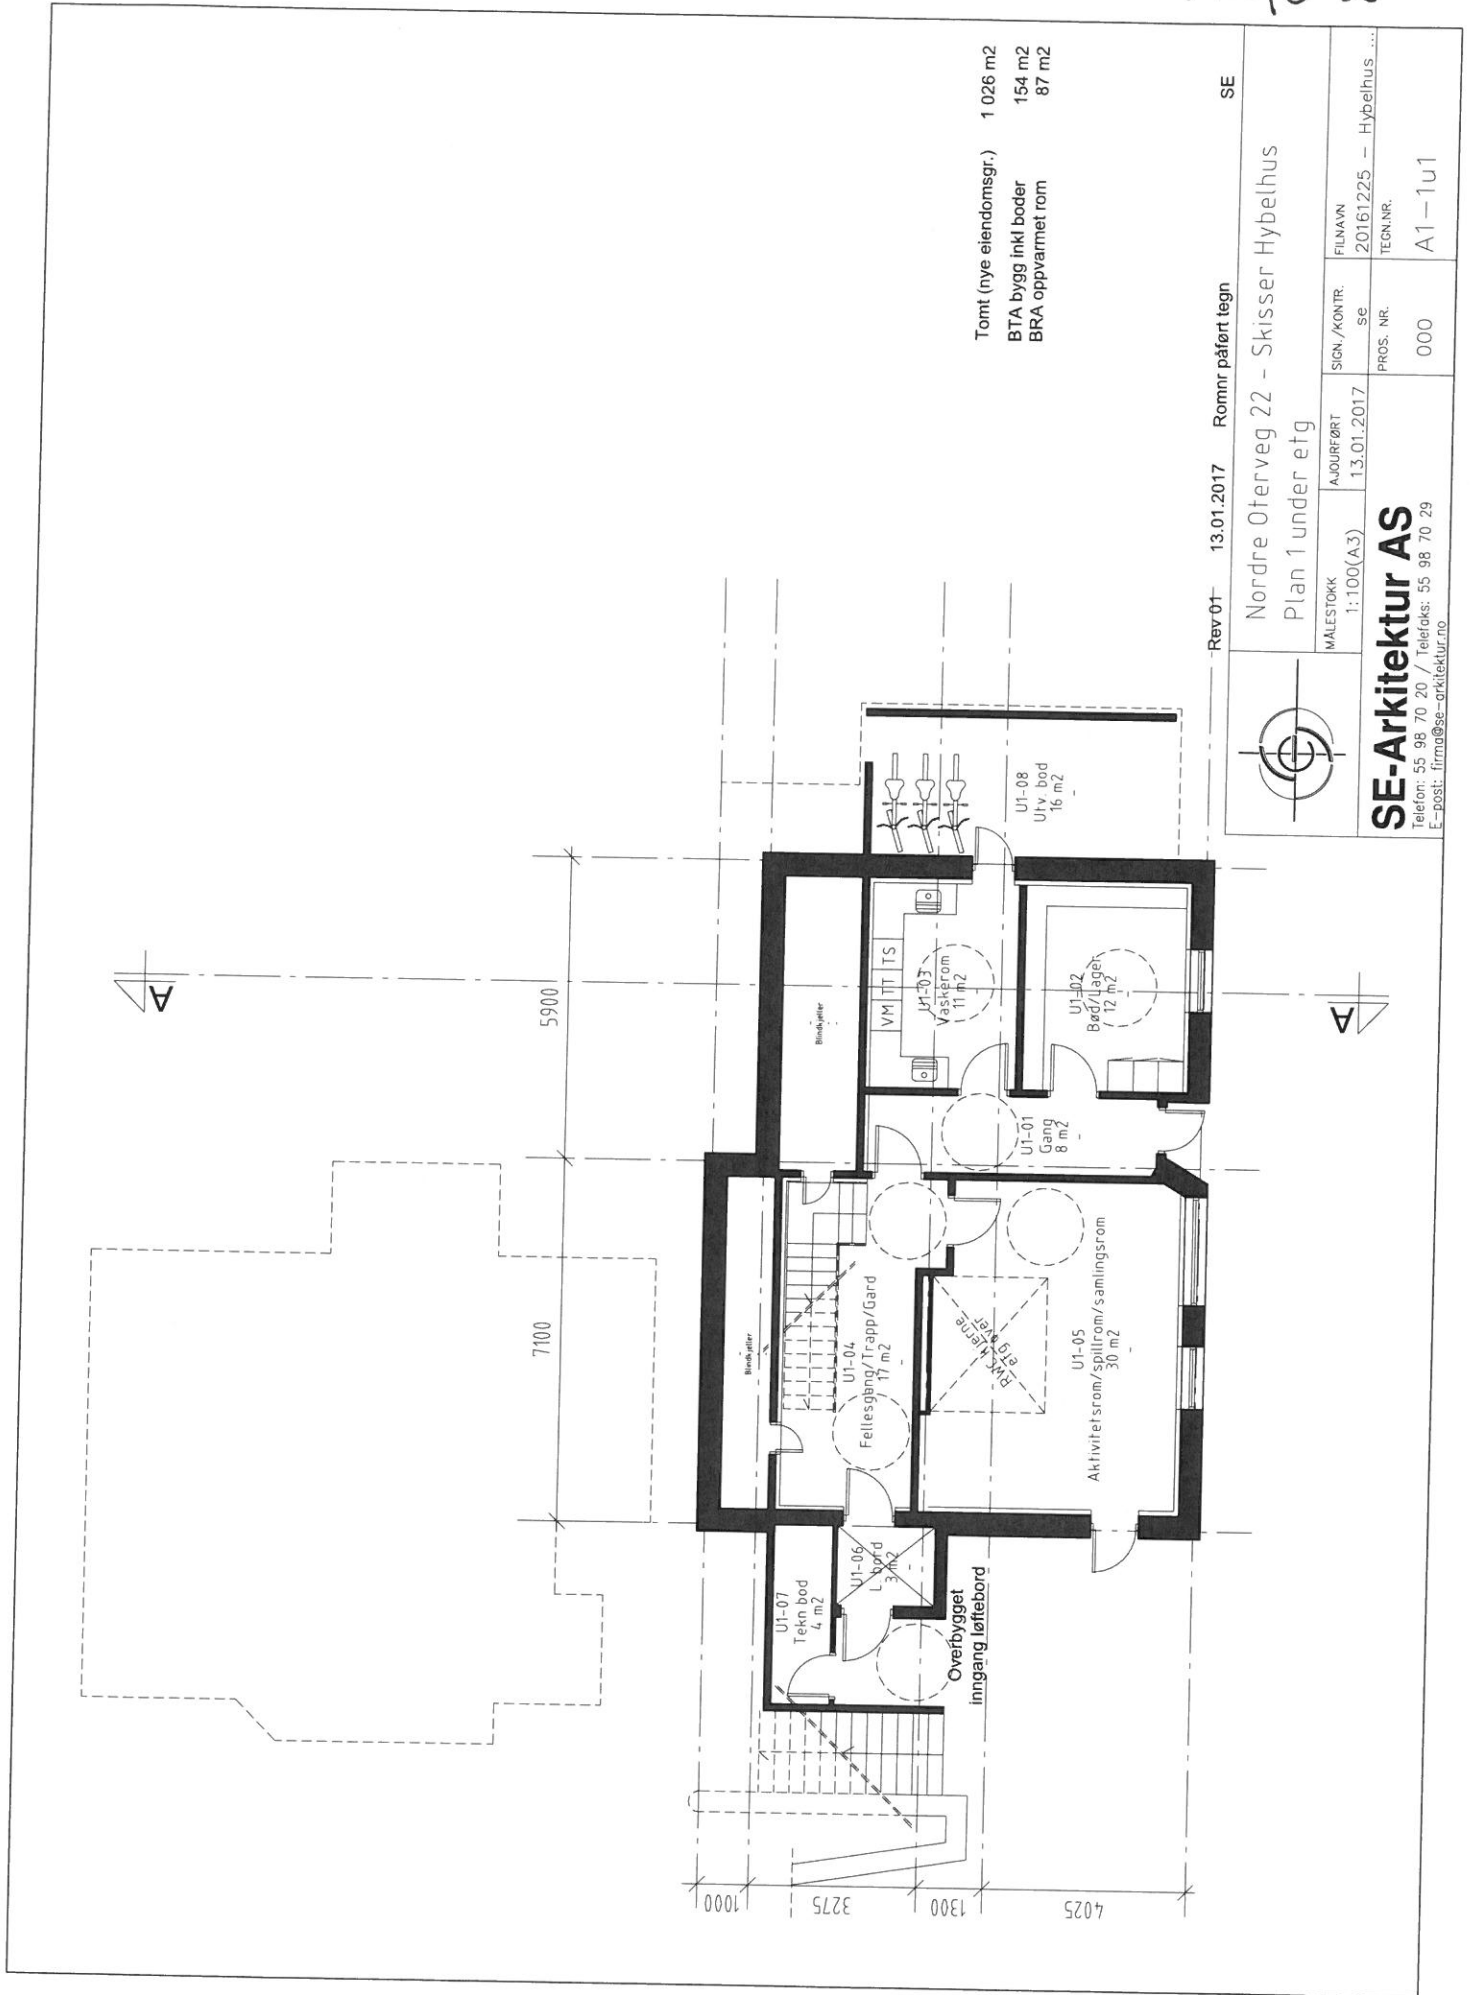 Tomt (nye eiendomsgr.) 1 026 m2
BTA bygg inkl boder 154 m2
BRA oppvarmet rom 87 m2
A
5900
7100
Blindkjeller
Blindkjeller
VM TT TS
U1-03
Vaskerom
11 m2
U1-02
Bød/Lager
12 m2
U1-08
Utv. bod
16 m2
U1-01
Gang
8 m2
U1-04
Fellesgang/Trapp/Gard
17 m2
RWC Hjerne
etg over
U1-05
Aktivitetsrom/spillrom/samlingsrom
30 m2
U1-07
Tekn bod
4 m2
U1-06
L.bord
3 m2
Overbygget
inngang løftebord
1000
3275
1300
4025
A
Rev 01 13.01.2017 Romnr påført tegn SE
Nordre Oterveg 22 - Skisser Hybelhus
Plan 1 under etg
MÅLESTOKK
1:100(A3)
AJOURFØRT
13.01.2017
SIGN./KONTR.
se
FILNAVN
20161225 - Hybelhus ...
SE-Arkitektur AS
Telefon: 55 98 70 20 / Telefaks: 55 98 70 29
E-post: firma@se-arkitektur.no
PROS. NR.
000
TEGN.NR.
A1-1u1